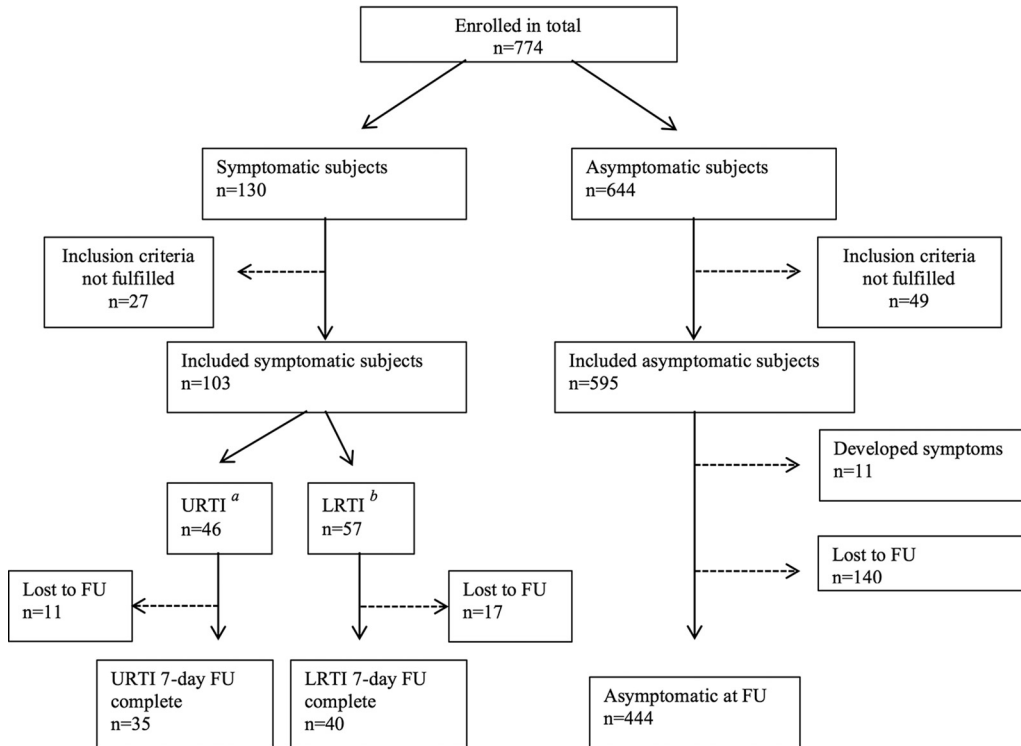 Enrolled in total
n=774
Symptomatic subjects
n=130
Asymptomatic subjects
n=644
Inclusion criteria
not fulfilled
n=27
Inclusion criteria
not fulfilled
n=49
Included symptomatic subjects
n=103
Included asymptomatic subjects
n=595
Developed symptoms
n=11
URTI a
n=46
LRTI b
n=57
Lost to FU
n=140
Lost to FU
n=11
Lost to FU
n=17
URTI 7-day FU
complete
n=35
LRTI 7-day FU
complete
n=40
Asymptomatic at FU
n=444